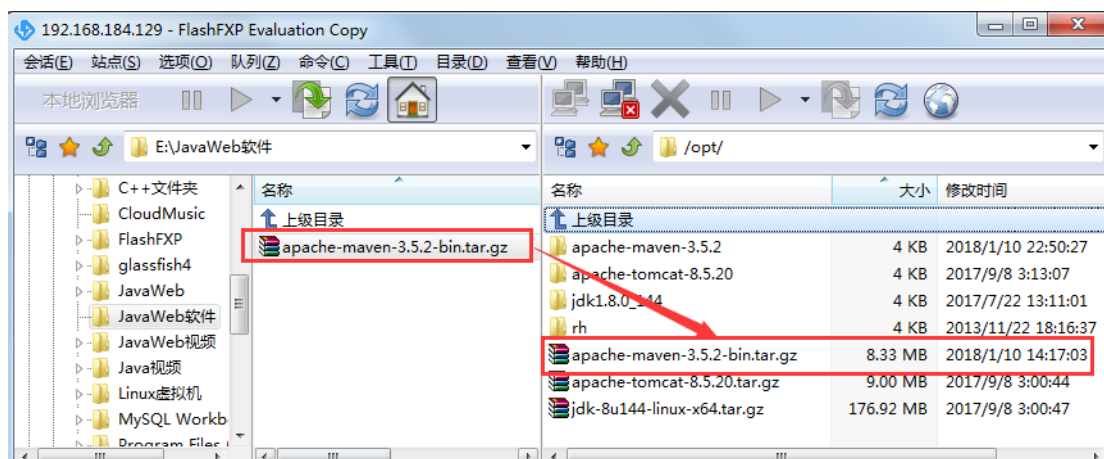 192.168.184.129 - FlashFXP Evaluation Copy
会话(E) 站点(S) 选项(O) 队列(Z) 命令(C) 工具(T) 目录(D) 查看(V) 帮助(H)
本地浏览器
E:\JavaWeb软件
/opt/
C++文件夹
CloudMusic
FlashFXP
glassfish4
JavaWeb
JavaWeb软件
JavaWeb视频
Java视频
Linux虚拟机
MySQL Workb
Program Files
名称
上级目录
apache-maven-3.5.2-bin.tar.gz
名称 大小 修改时间
上级目录
apache-maven-3.5.2 4 KB 2018/1/10 22:50:27
apache-tomcat-8.5.20 4 KB 2017/9/8 3:13:07
jdk1.8.0_144 4 KB 2017/7/22 13:11:01
rh 4 KB 2013/11/22 18:16:37
apache-maven-3.5.2-bin.tar.gz 8.33 MB 2018/1/10 14:17:03
apache-tomcat-8.5.20.tar.gz 9.00 MB 2017/9/8 3:00:44
jdk-8u144-linux-x64.tar.gz 176.92 MB 2017/9/8 3:00:47